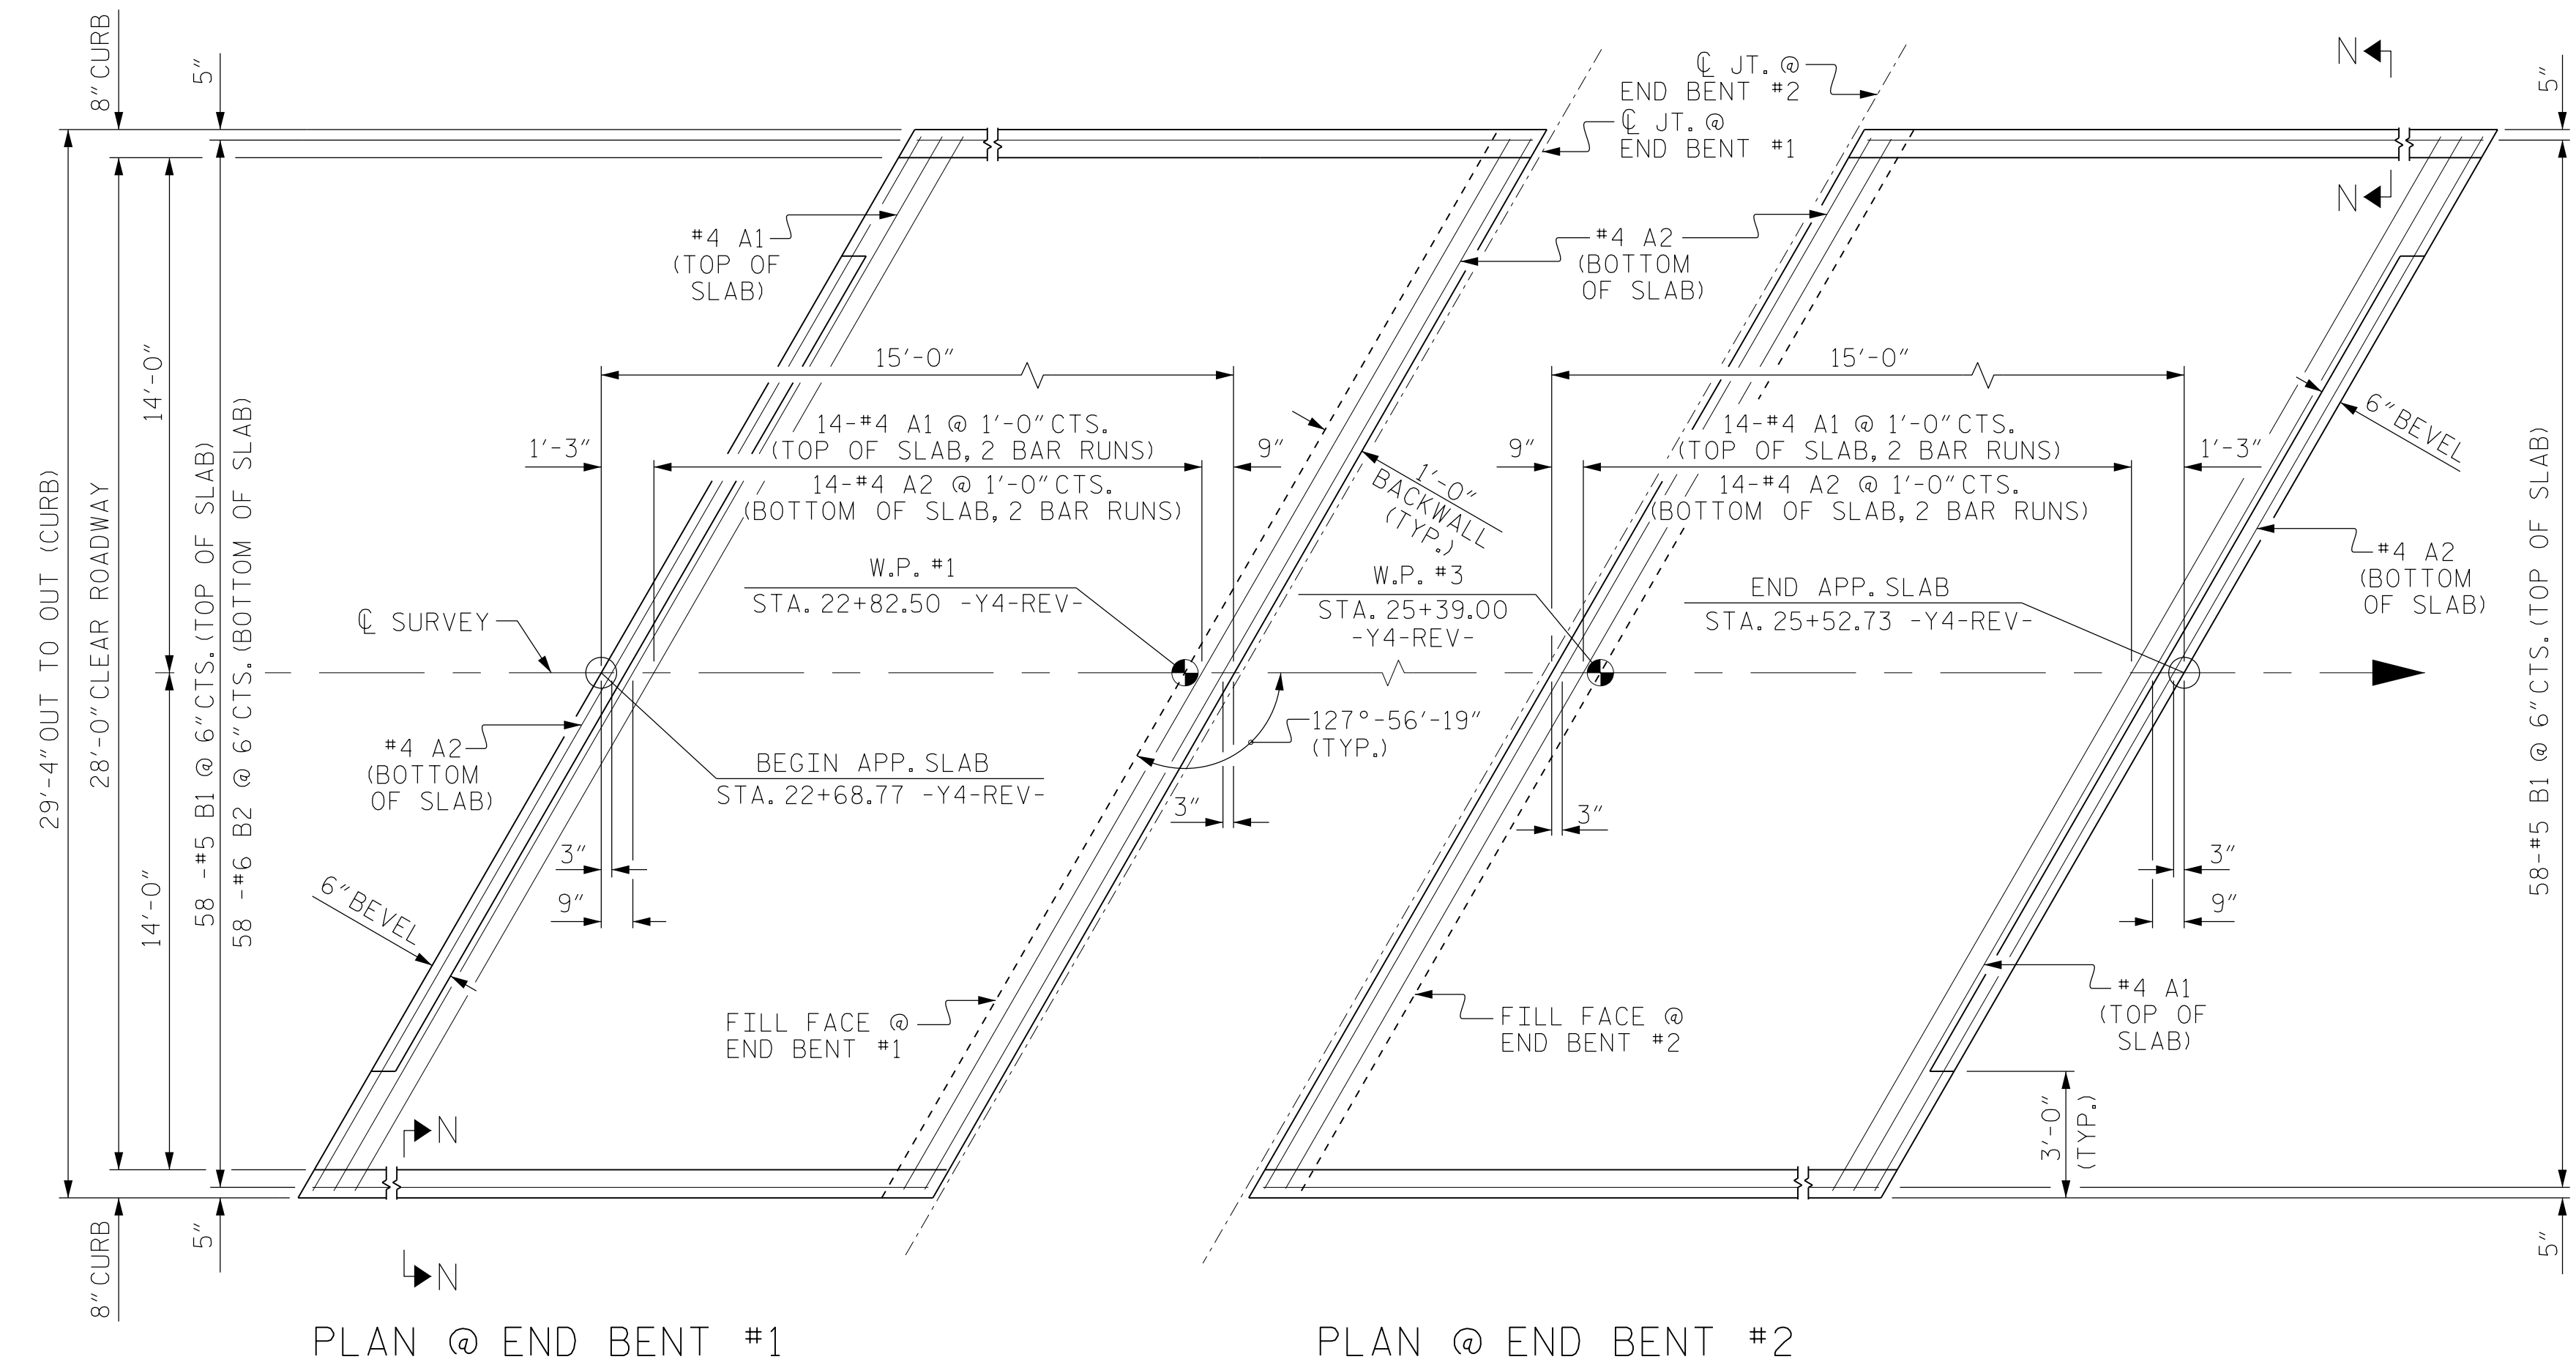 8" CURB
5"
29'-4" OUT TO OUT (CURB)
28'-0" CLEAR ROADWAY
14'-0"
14'-0"
58 -#5 B1 @ 6" CTS. (TOP OF SLAB)
58 -#6 B2 @ 6" CTS. (BOTTOM OF SLAB)
8" CURB
5"
#4 A1
(TOP OF
SLAB)
15'-0"
1'-3"
14-#4 A1 @ 1'-0" CTS.
(TOP OF SLAB, 2 BAR RUNS)
14-#4 A2 @ 1'-0" CTS.
(BOTTOM OF SLAB, 2 BAR RUNS)
9"
℄ SURVEY
W.P. #1
STA. 22+82.50 -Y4-REV-
#4 A2
(BOTTOM
OF SLAB)
BEGIN APP. SLAB
STA. 22+68.77 -Y4-REV-
3"
9"
3"
6" BEVEL
FILL FACE @
END BENT #1
N
N
PLAN @ END BENT #1
℄ JT. @
END BENT #2
℄ JT. @
END BENT #1
#4 A2
(BOTTOM
OF SLAB)
1'-0"
BACKWALL
(TYP.)
127°-56'-19"
(TYP.)
N
N
15'-0"
9"
14-#4 A1 @ 1'-0" CTS.
(TOP OF SLAB, 2 BAR RUNS)
14-#4 A2 @ 1'-0" CTS.
(BOTTOM OF SLAB, 2 BAR RUNS)
1'-3"
6" BEVEL
W.P. #3
STA. 25+39.00
-Y4-REV-
END APP. SLAB
STA. 25+52.73 -Y4-REV-
#4 A2
(BOTTOM
OF SLAB)
3"
3"
9"
FILL FACE @
END BENT #2
#4 A1
(TOP OF
SLAB)
3'-0"
(TYP.)
5"
58-#5 B1 @ 6" CTS. (TOP OF SLAB)
5"
PLAN @ END BENT #2